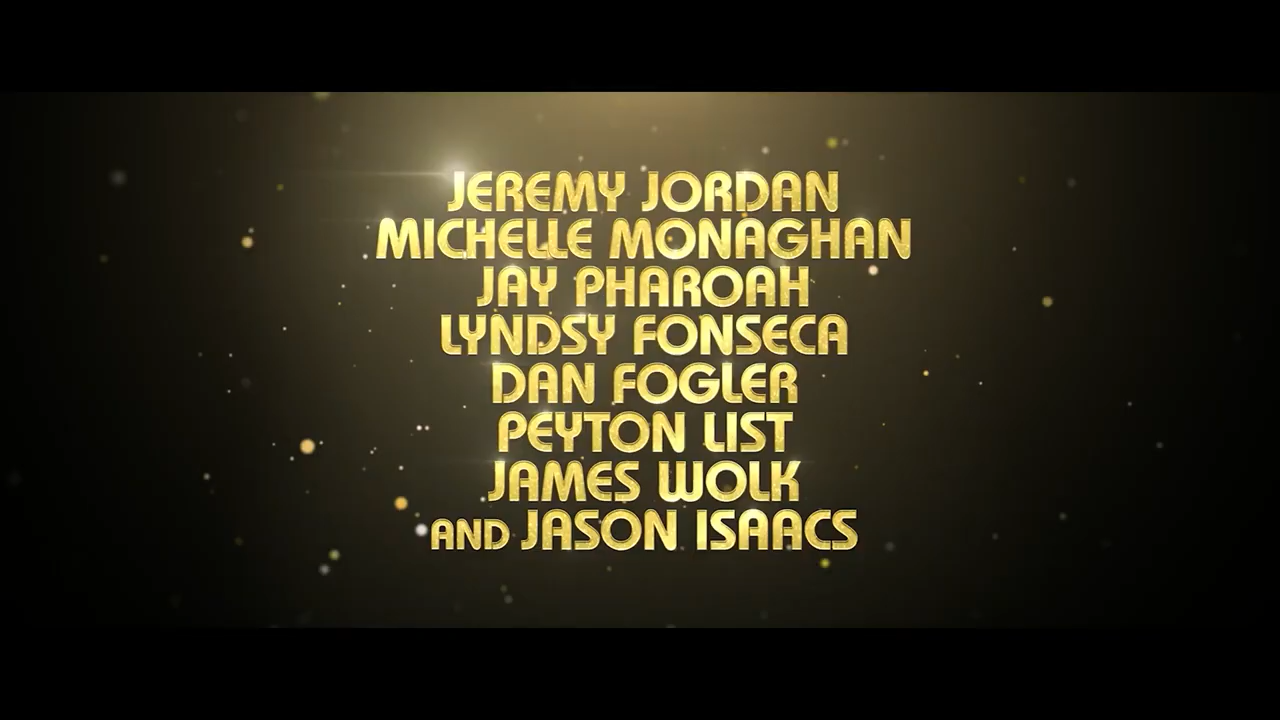 JEREMY JORDAN
MICHELLE MONAGHAN
JAY PHAROAH
LYNDSY FONSECA
DAN FOGLER
PEYTON LIST
JAMES WOLK
AND JASON ISAACS